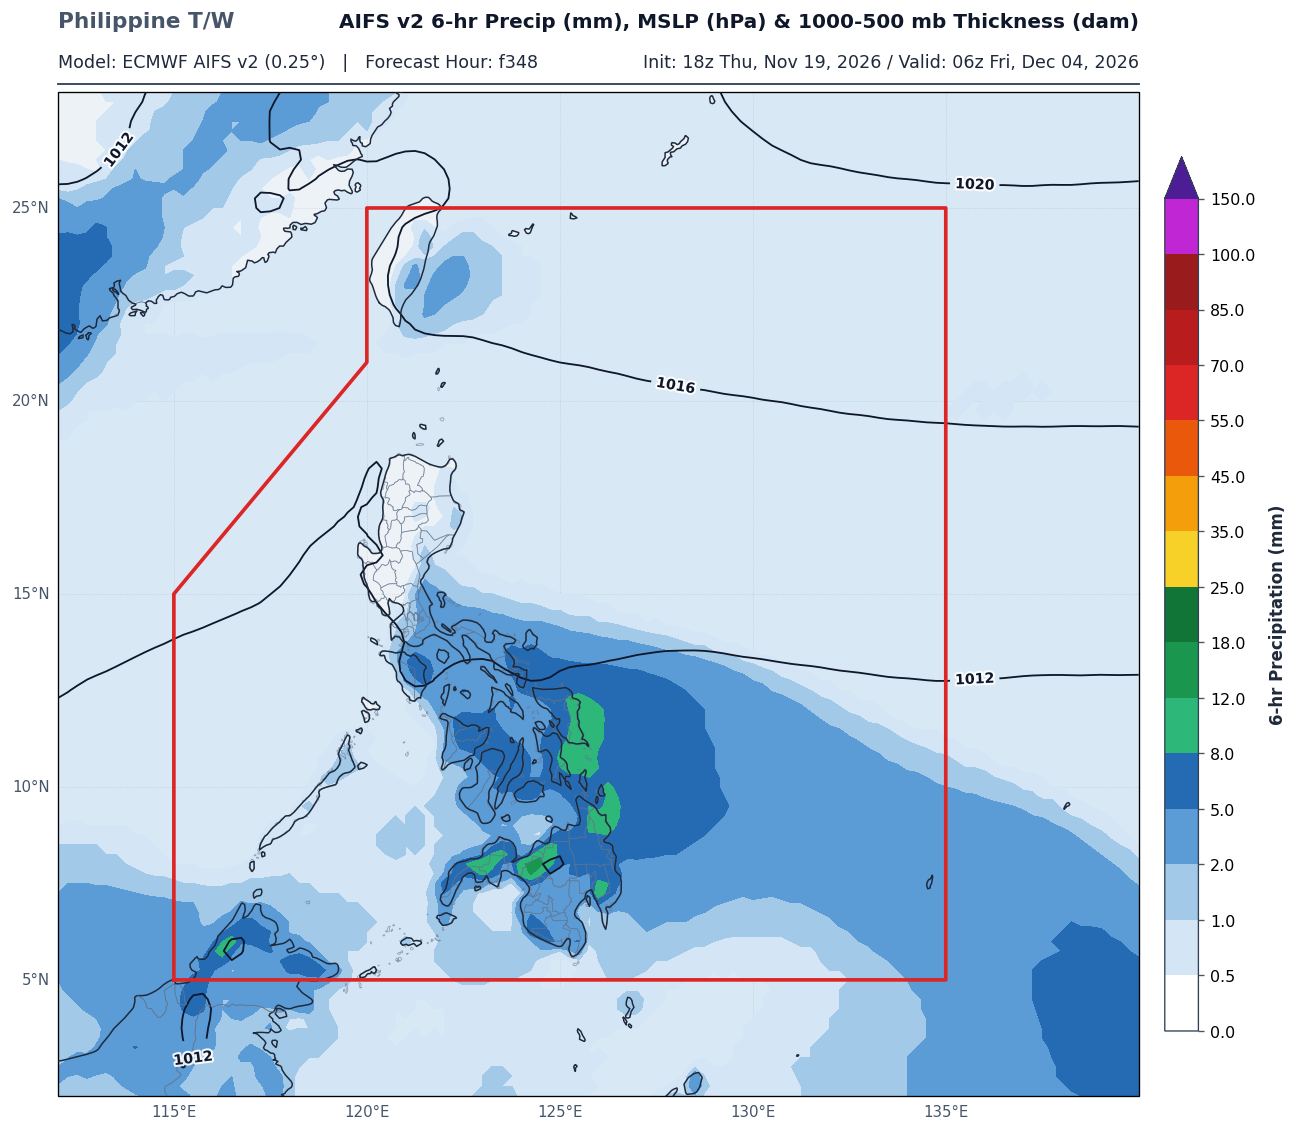 Philippine T/W
AIFS v2 6-hr Precip (mm), MSLP (hPa) & 1000-500 mb Thickness (dam)
Model: ECMWF AIFS v2 (0.25°) | Forecast Hour: f348
Init: 18z Thu, Nov 19, 2026 / Valid: 06z Fri, Dec 04, 2026
1012
1020
1016
1012
1012
25°N
20°N
15°N
10°N
5°N
115°E
120°E
125°E
130°E
135°E
150.0
100.0
85.0
70.0
55.0
45.0
35.0
25.0
18.0
12.0
8.0
5.0
2.0
1.0
0.5
0.0
6-hr Precipitation (mm)